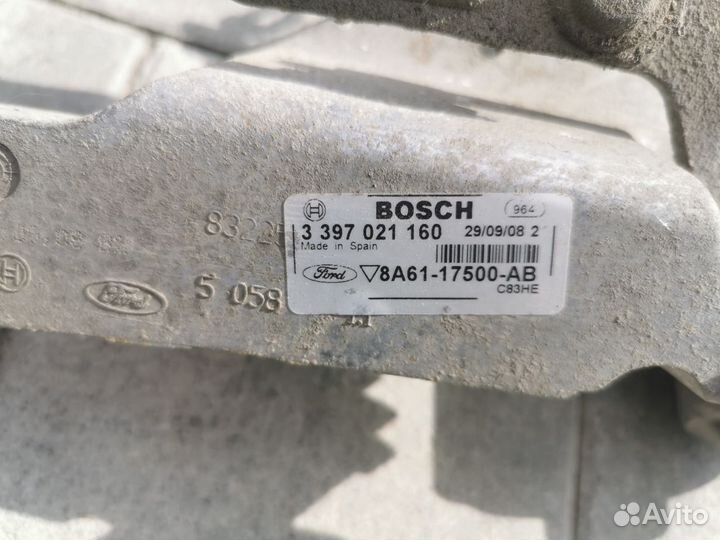 BOSCH 964
3 397 021 160 29/09/08 2
Made in Spain
Ford ▽8A61-17500-AB
C83HE
Ford 5 058
Avito